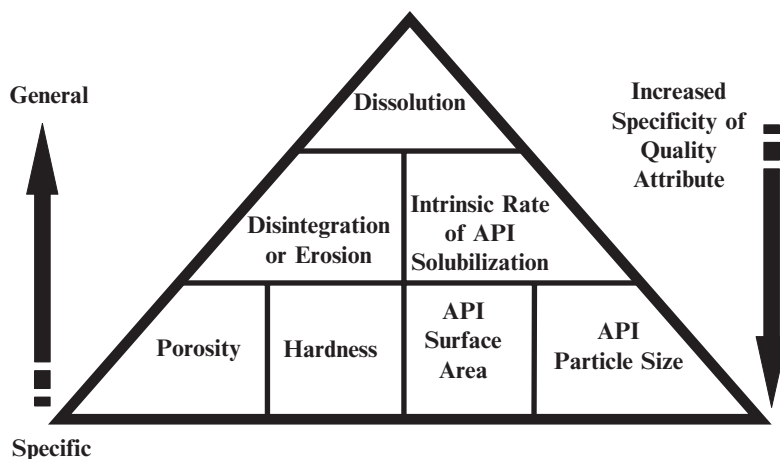 General
Dissolution
Increased
Specificity of
Quality
Attribute
Disintegration
or Erosion
Intrinsic Rate
of API
Solubilization
Porosity
Hardness
API
Surface
Area
API
Particle Size
Specific